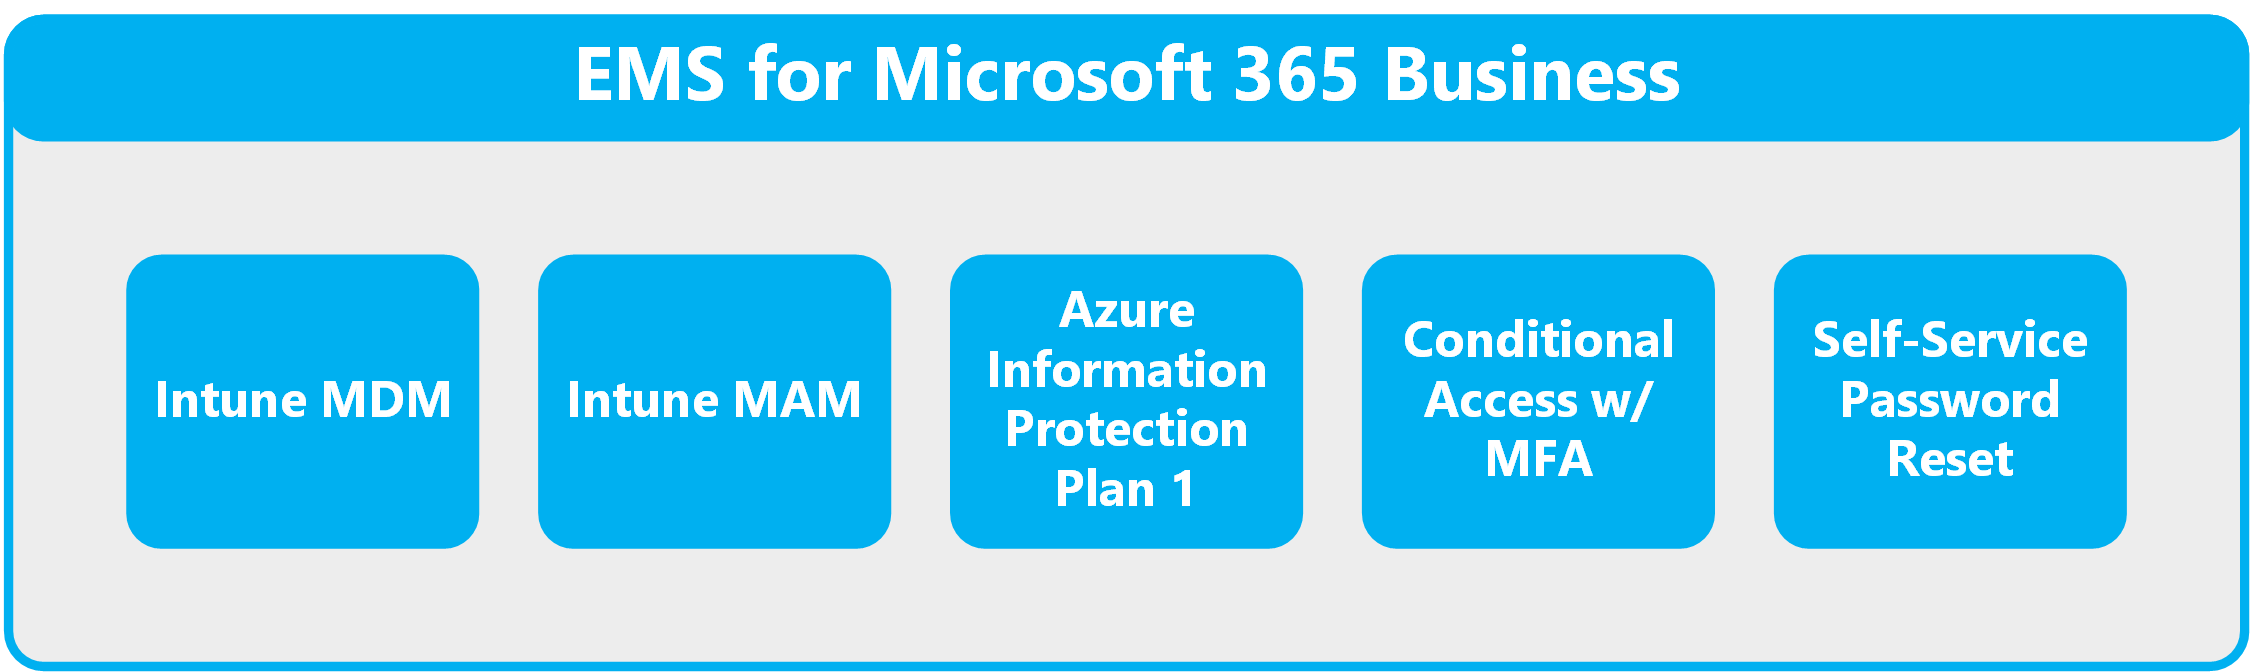 EMS for Microsoft 365 Business
Intune MDM
Intune MAM
Azure
Information
Protection
Plan 1
Conditional
Access w/
MFA
Self-Service
Password
Reset